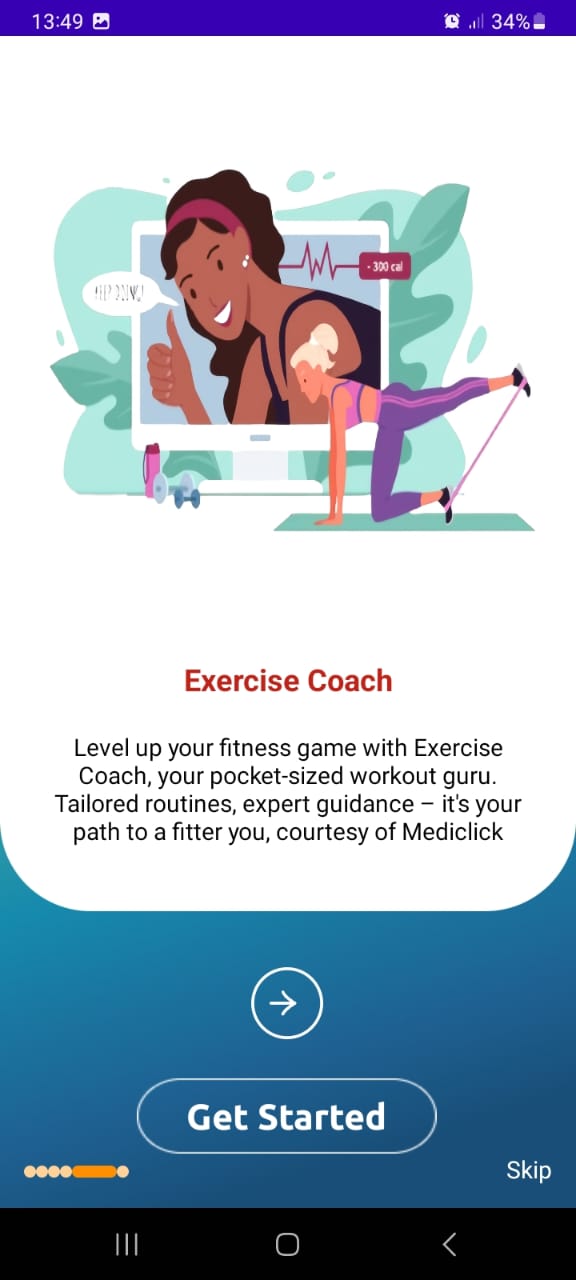 13:49
34%
- 300 cal
Exercise Coach
Level up your fitness game with Exercise
Coach, your pocket-sized workout guru.
Tailored routines, expert guidance – it's your
path to a fitter you, courtesy of Mediclick
Get Started
Skip